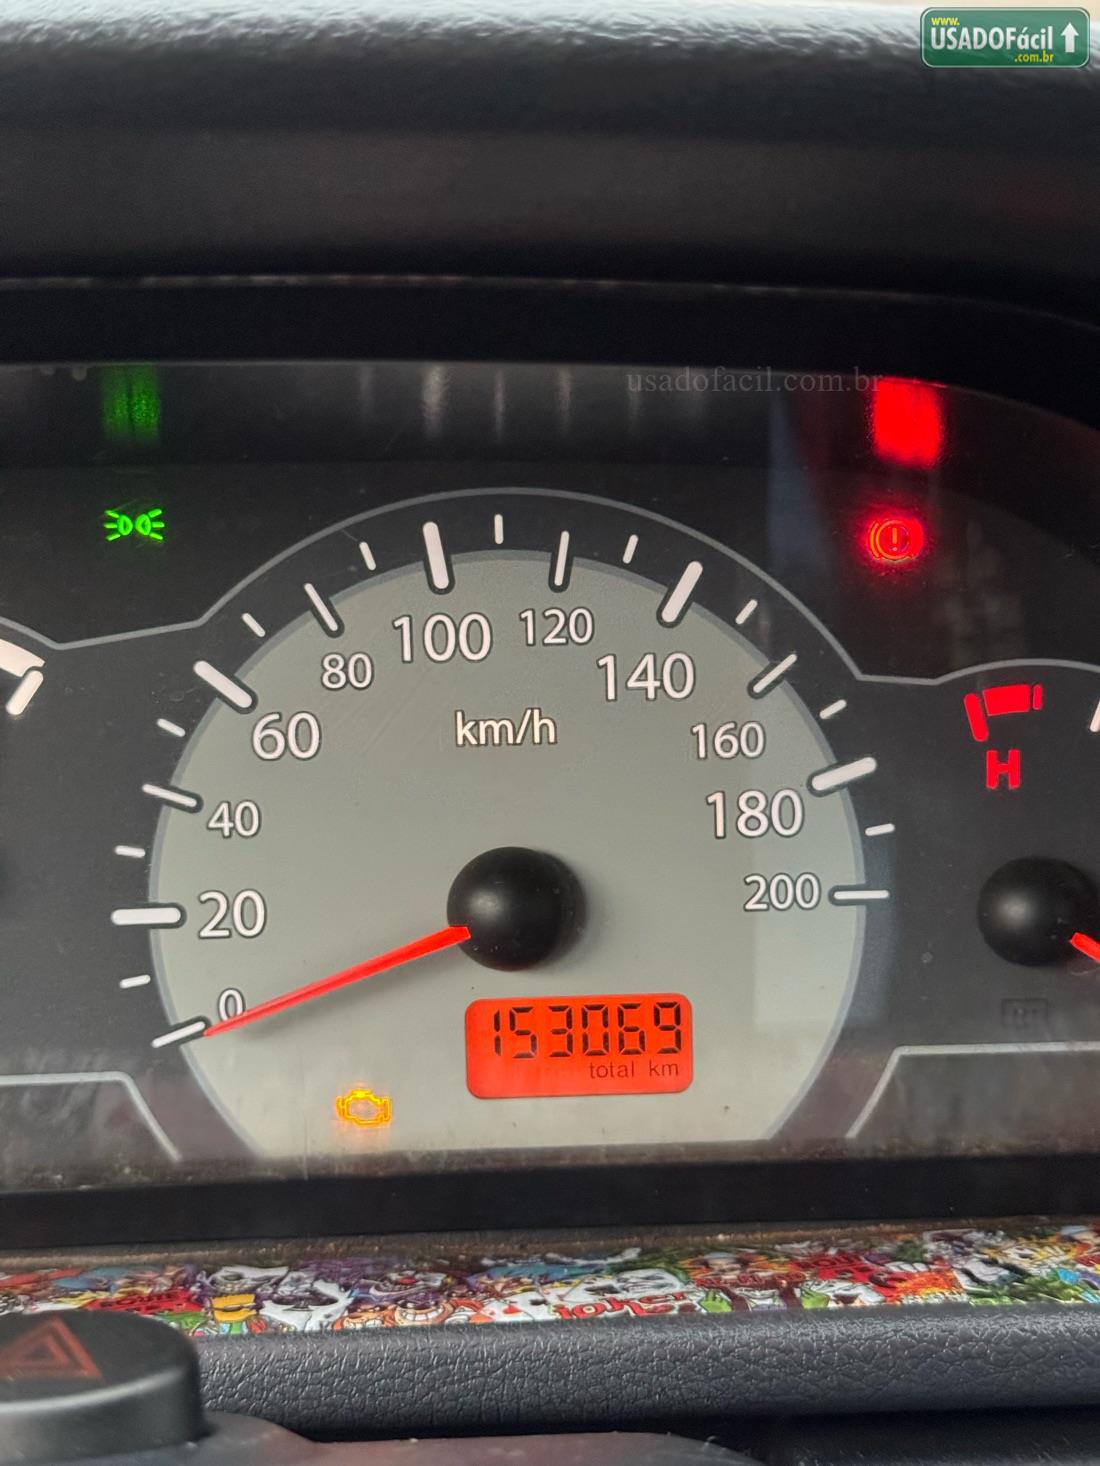 www.
USADOFácil
.com.br
usadofacil.com.br
100
120
80
140
60
km/h
160
H
40
180
20
200
0
153069
total km